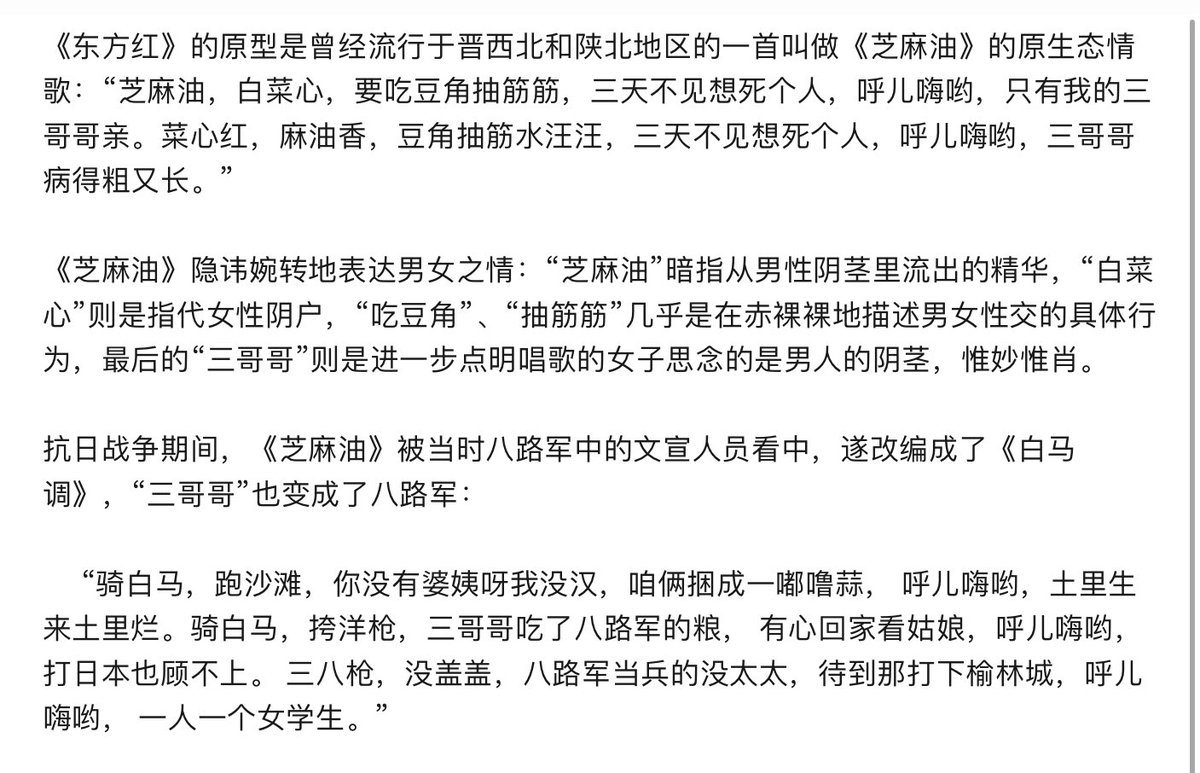 《东方红》的原型是曾经流行于晋西北和陕北地区的一首叫做《芝麻油》的原生态情
歌：“芝麻油，白菜心，要吃豆角抽筋筋，三天不见想死个人，呼儿嗨哟，只有我的三
哥哥亲。菜心红，麻油香，豆角抽筋水汪汪，三天不见想死个人，呼儿嗨哟，三哥哥
病得粗又长。”
《芝麻油》隐讳婉转地表达男女之情：“芝麻油”暗指从男性阴茎里流出的精华，“白菜
心”则是指代女性阴户，“吃豆角”、“抽筋筋”几乎是在赤裸裸地描述男女性交的具体行
为，最后的“三哥哥”则是进一步点明唱歌的女子思念的是男人的阴茎，惟妙惟肖。
抗日战争期间，《芝麻油》被当时八路军中的文宣人员看中，遂改编成了《白马
调》，“三哥哥”也变成了八路军：
“骑白马，跑沙滩，你没有婆姨呀我没汉，咱俩捆成一嘟噜蒜， 呼儿嗨哟，土里生
来土里烂。骑白马，挎洋枪，三哥哥吃了八路军的粮， 有心回家看姑娘，呼儿嗨哟，
打日本也顾不上。 三八枪，没盖盖，八路军当兵的没太太，待到那打下榆林城，呼儿
嗨哟， 一人一个女学生。”